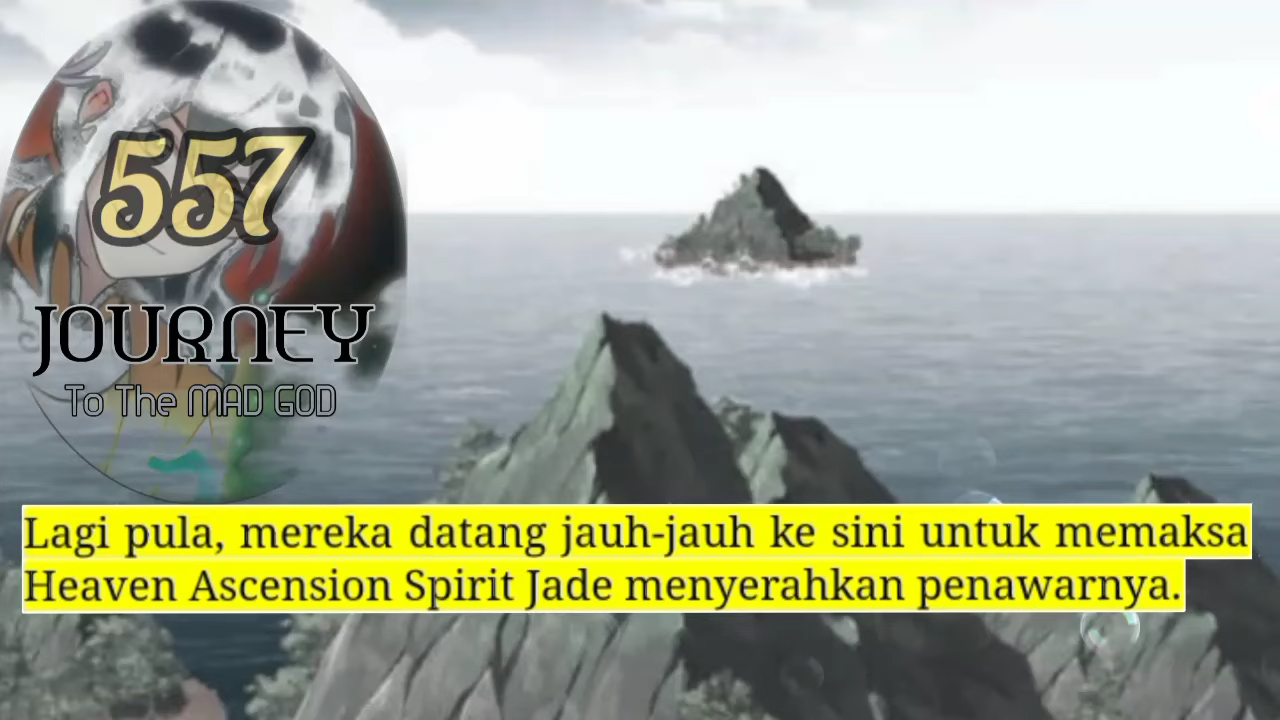 557
JOURNEY
To The MAD GOD
Lagi pula, mereka datang jauh-jauh ke sini untuk memaksa
Heaven Ascension Spirit Jade menyerahkan penawarnya.